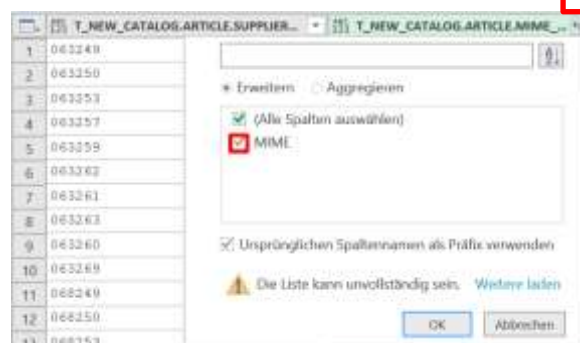 T_NEW_CATALOG.ARTICLE.SUPPLIER... T_NEW_CATALOG.ARTICLE.MIME_...
1 063249
2 063250
3 063253
4 063257
5 063259
6 063262
7 063261
8 063263
9 063260
10 063269
11 068249
12 068250
Erweitern Aggregieren
(Alle Spalten auswählen)
MIME
Ursprünglichen Spaltennamen als Präfix verwenden
Die Liste kann unvollständig sein. Weitere laden
OK Abbrechen